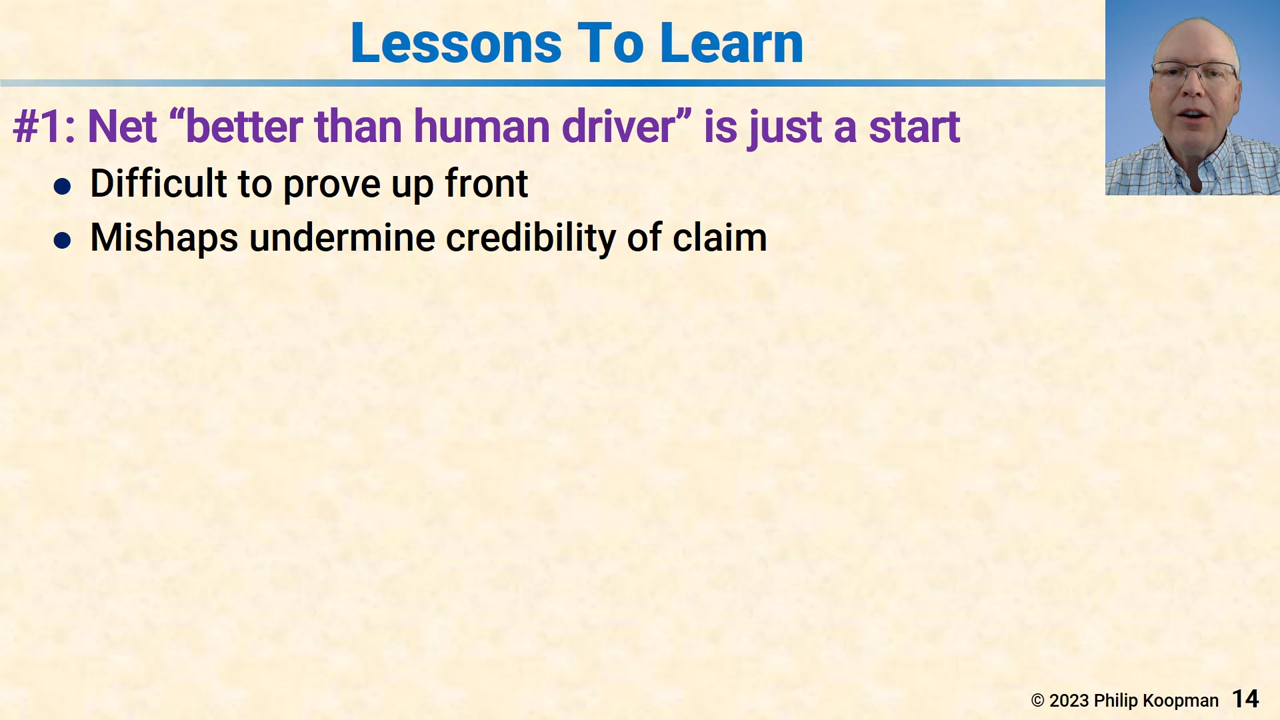 Lessons To Learn
#1: Net “better than human driver” is just a start
● Difficult to prove up front
● Mishaps undermine credibility of claim
© 2023 Philip Koopman 14